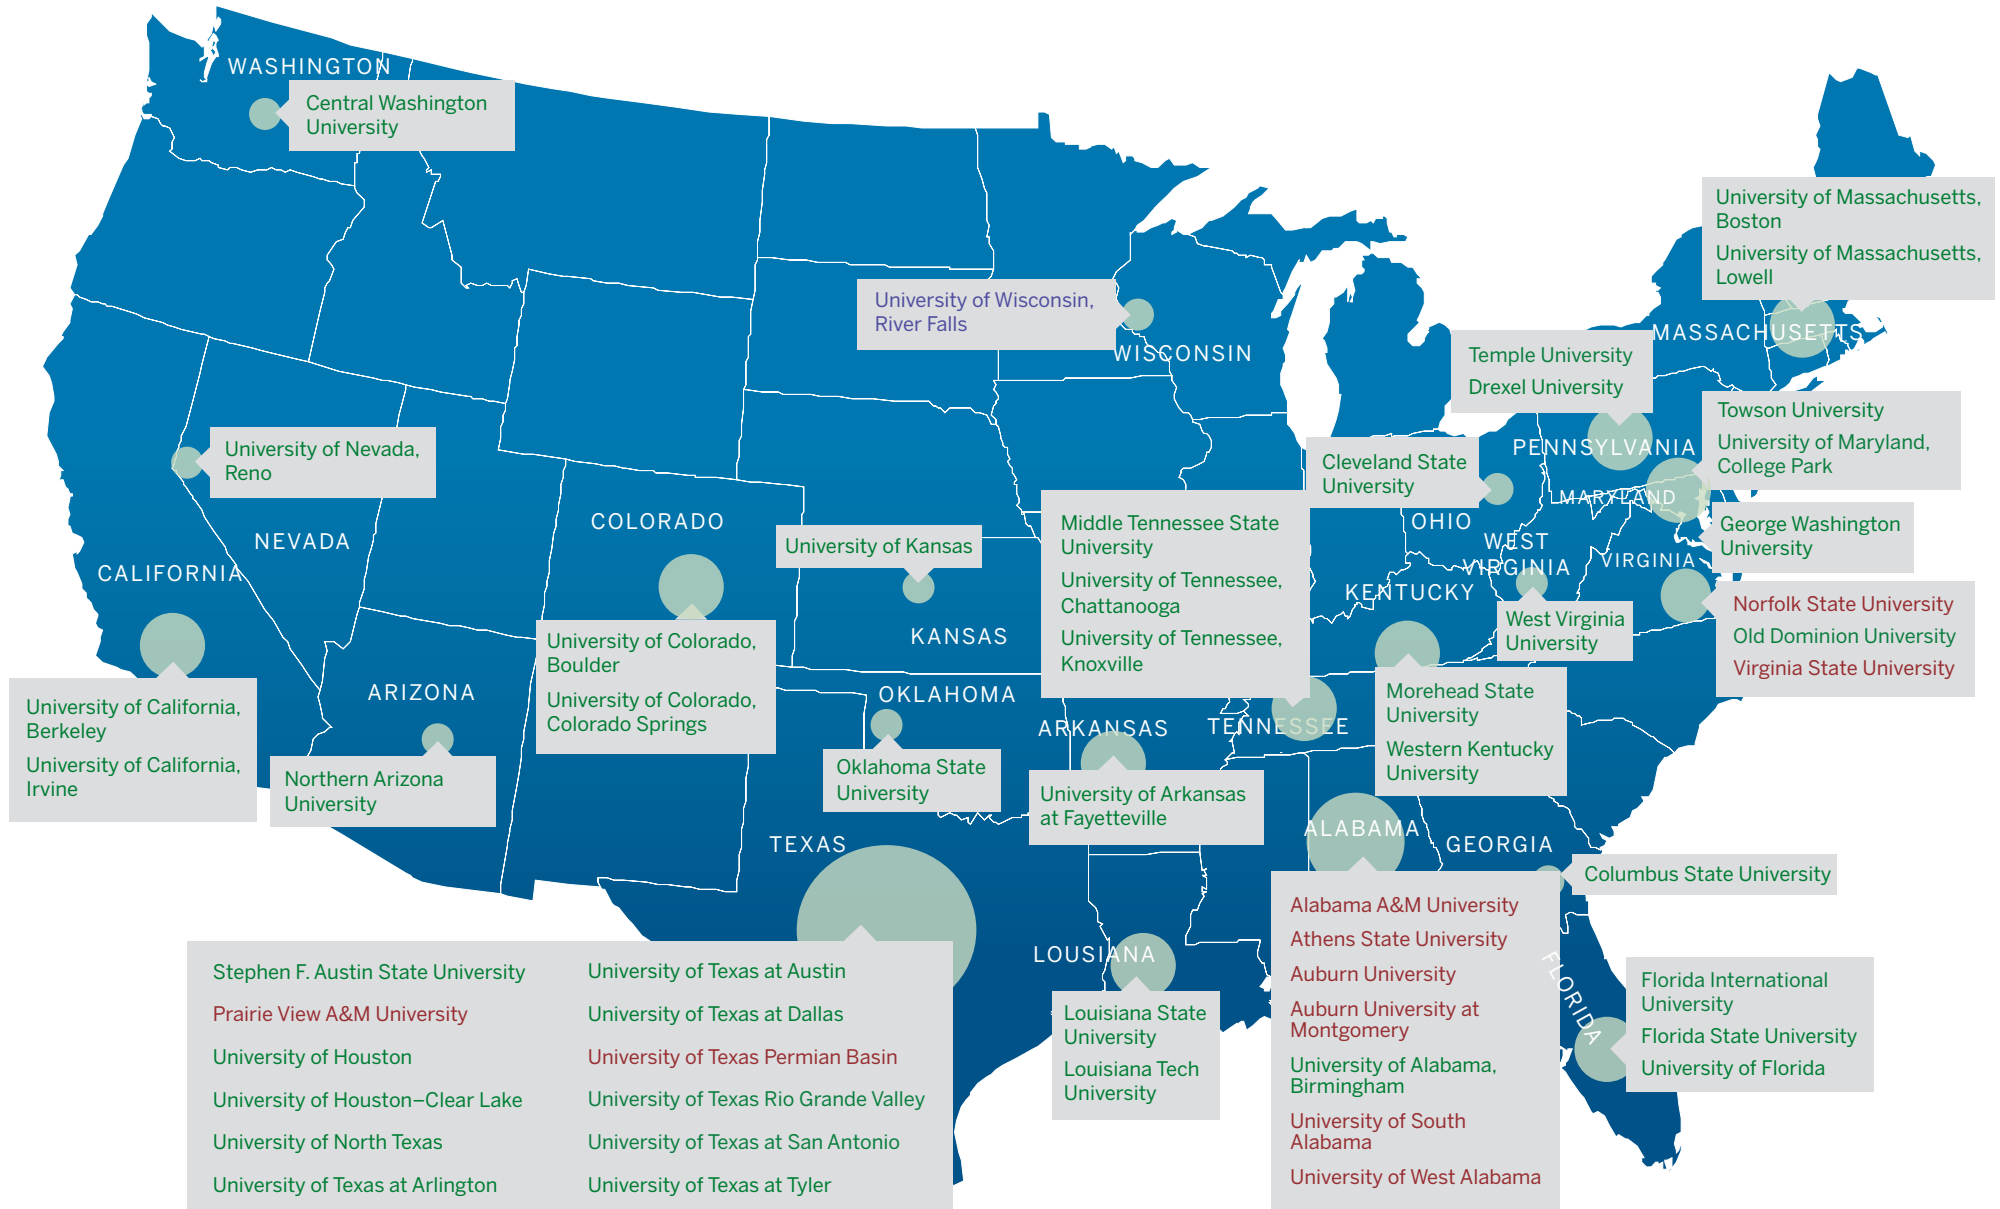 WASHINGTON
Central Washington
University
University of Massachusetts,
Boston
University of Massachusetts,
Lowell
MASSACHUSETTS
University of Wisconsin,
River Falls
WISCONSIN
Temple University
Drexel University
PENNSYLVANIA
Towson University
University of Maryland,
College Park
MARYLAND
George Washington
University
University of Nevada,
Reno
NEVADA
CALIFORNIA
University of California,
Berkeley
University of California,
Irvine
ARIZONA
Northern Arizona
University
COLORADO
University of Colorado,
Boulder
University of Colorado,
Colorado Springs
University of Kansas
KANSAS
OKLAHOMA
Oklahoma State
University
Middle Tennessee State
University
University of Tennessee,
Chattanooga
University of Tennessee,
Knoxville
TENNESSEE
Cleveland State
University
OHIO
WEST
VIRGINIA
West Virginia
University
VIRGINIA
Norfolk State University
Old Dominion University
Virginia State University
KENTUCKY
Morehead State
University
Western Kentucky
University
ARKANSAS
University of Arkansas
at Fayetteville
TEXAS
Stephen F. Austin State University
Prairie View A&M University
University of Houston
University of Houston–Clear Lake
University of North Texas
University of Texas at Arlington
University of Texas at Austin
University of Texas at Dallas
University of Texas Permian Basin
University of Texas Rio Grande Valley
University of Texas at San Antonio
University of Texas at Tyler
LOUSIANA
Louisiana State
University
Louisiana Tech
University
ALABAMA
Alabama A&M University
Athens State University
Auburn University
Auburn University at
Montgomery
University of Alabama,
Birmingham
University of South
Alabama
University of West Alabama
GEORGIA
Columbus State University
FLORIDA
Florida International
University
Florida State University
University of Florida